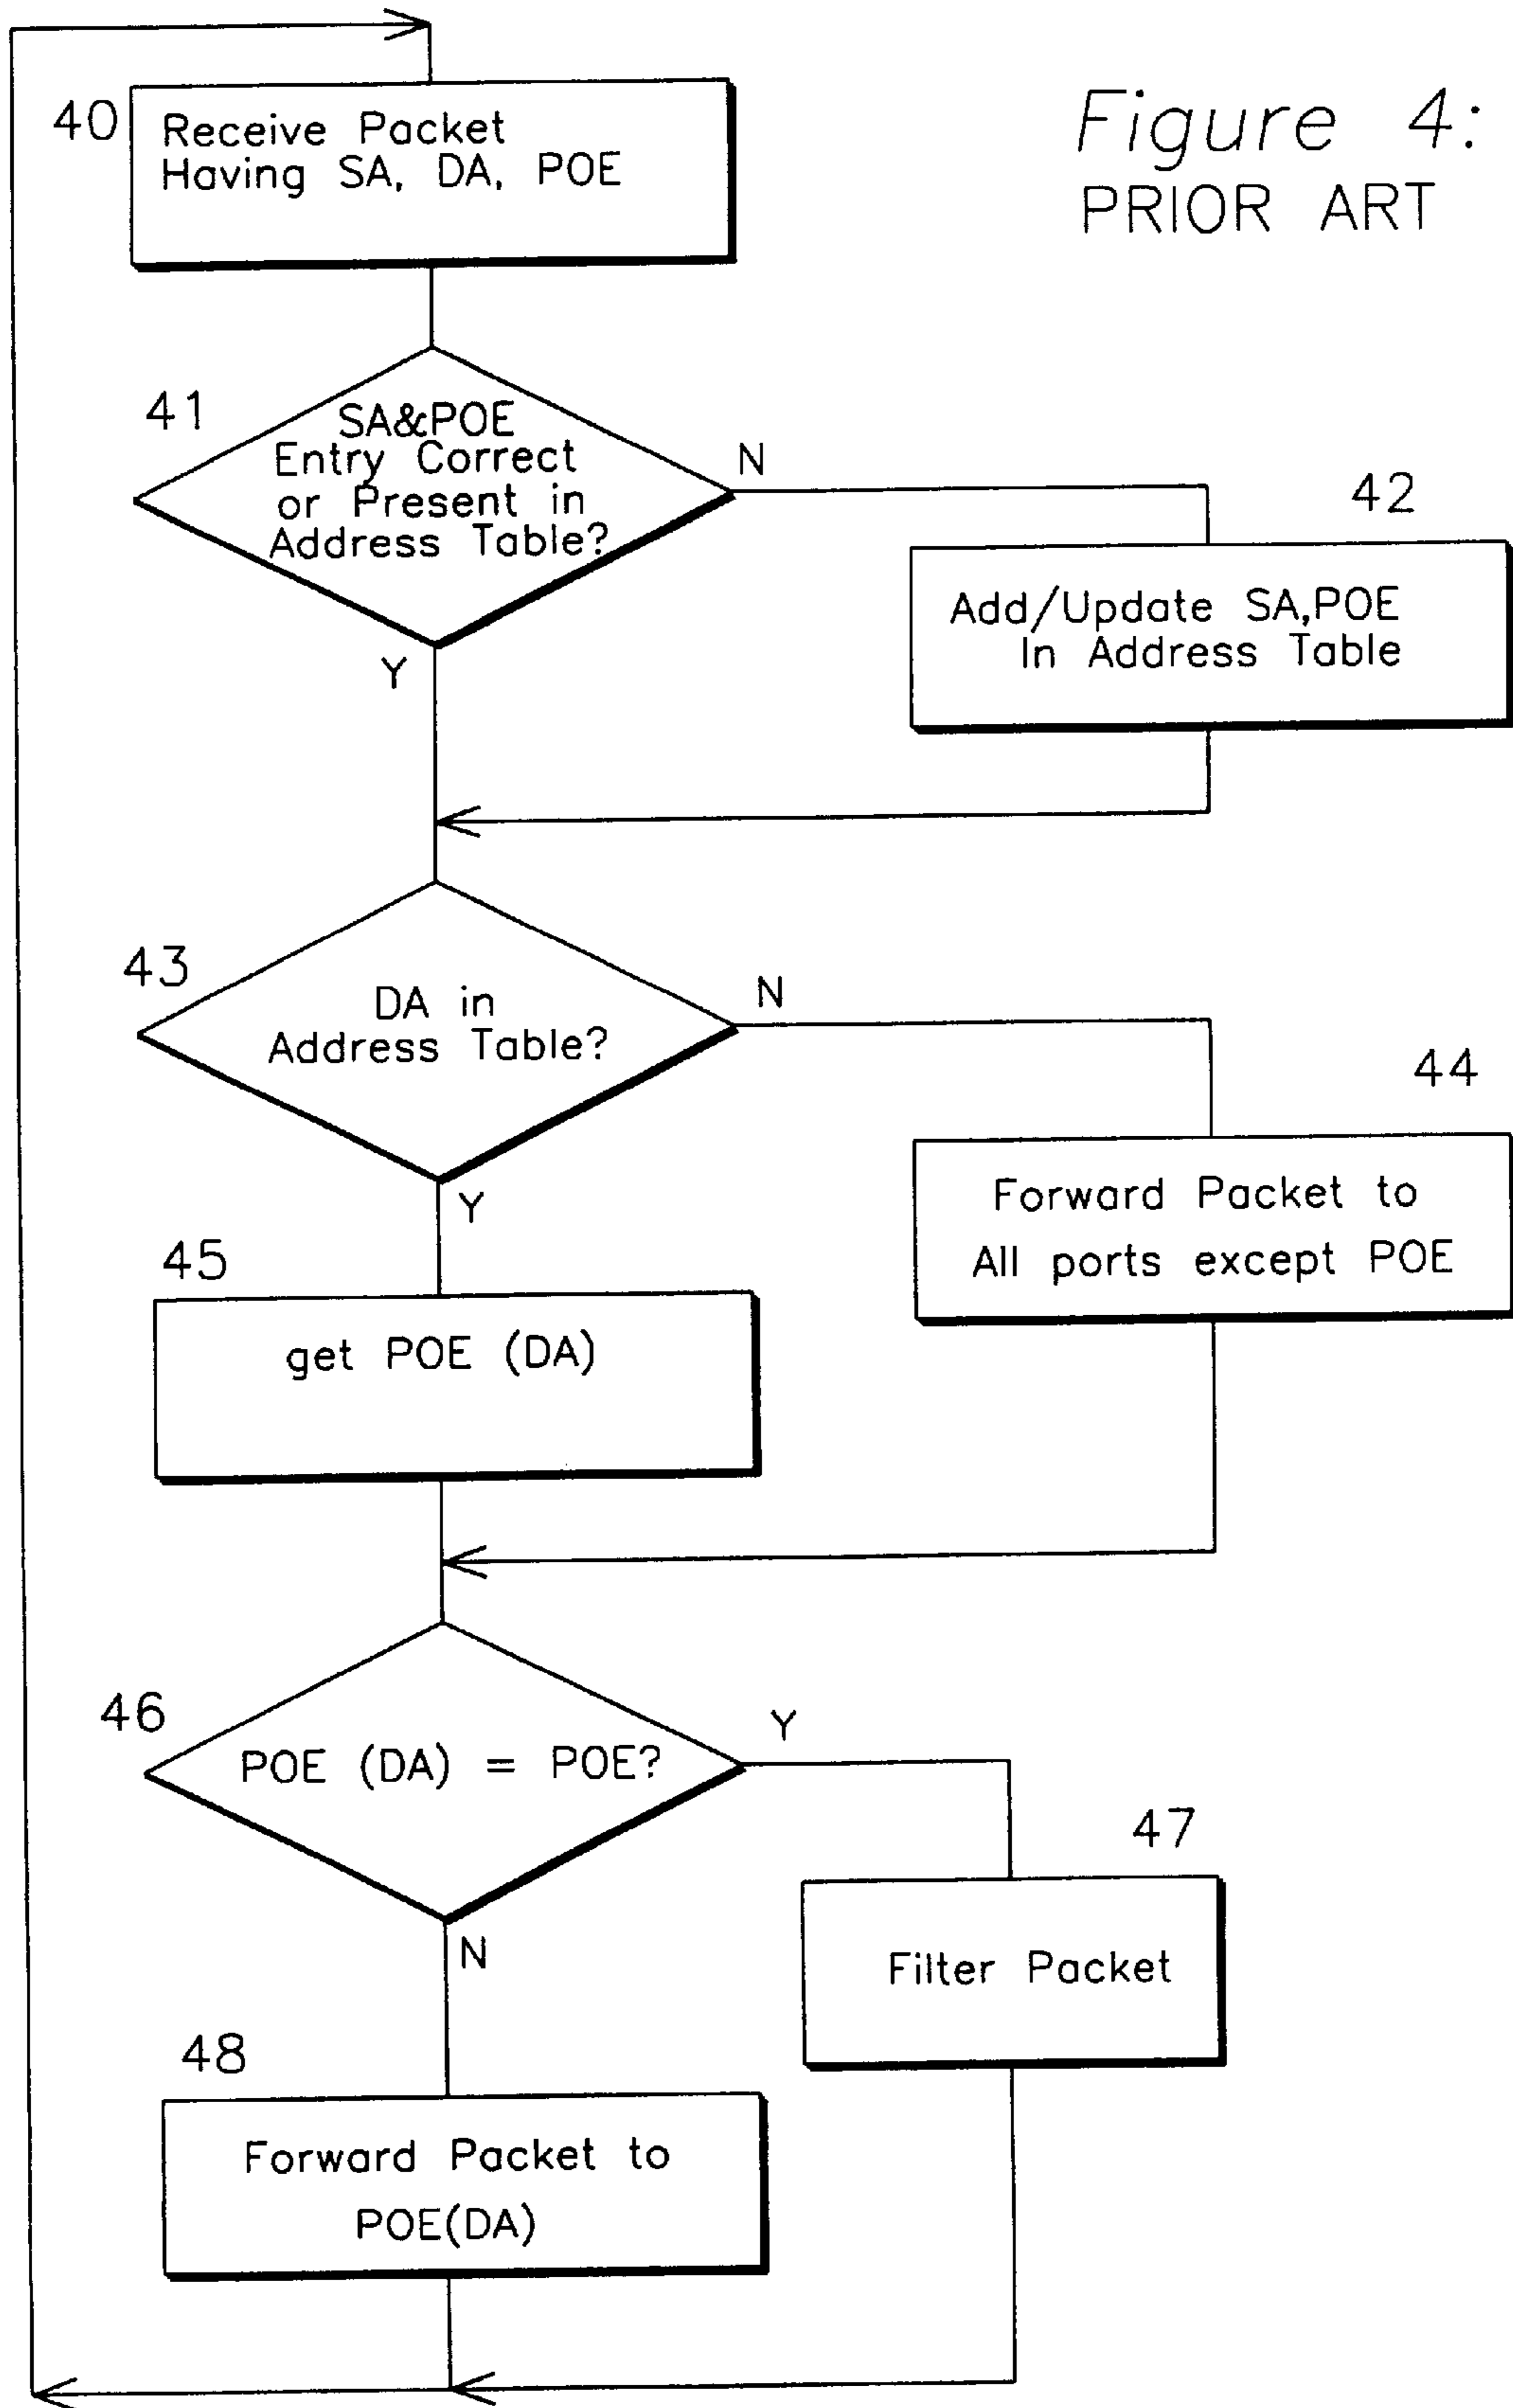 Figure 4:
PRIOR ART
40
Receive Packet
Having SA, DA, POE
41
SA&POE
Entry Correct
or Present in
Address Table?
N
Y
42
Add/Update SA,POE
In Address Table
43
DA in
Address Table?
N
Y
44
Forward Packet to
All ports except POE
45
get POE (DA)
46
POE (DA) = POE?
Y
N
47
Filter Packet
48
Forward Packet to
POE(DA)